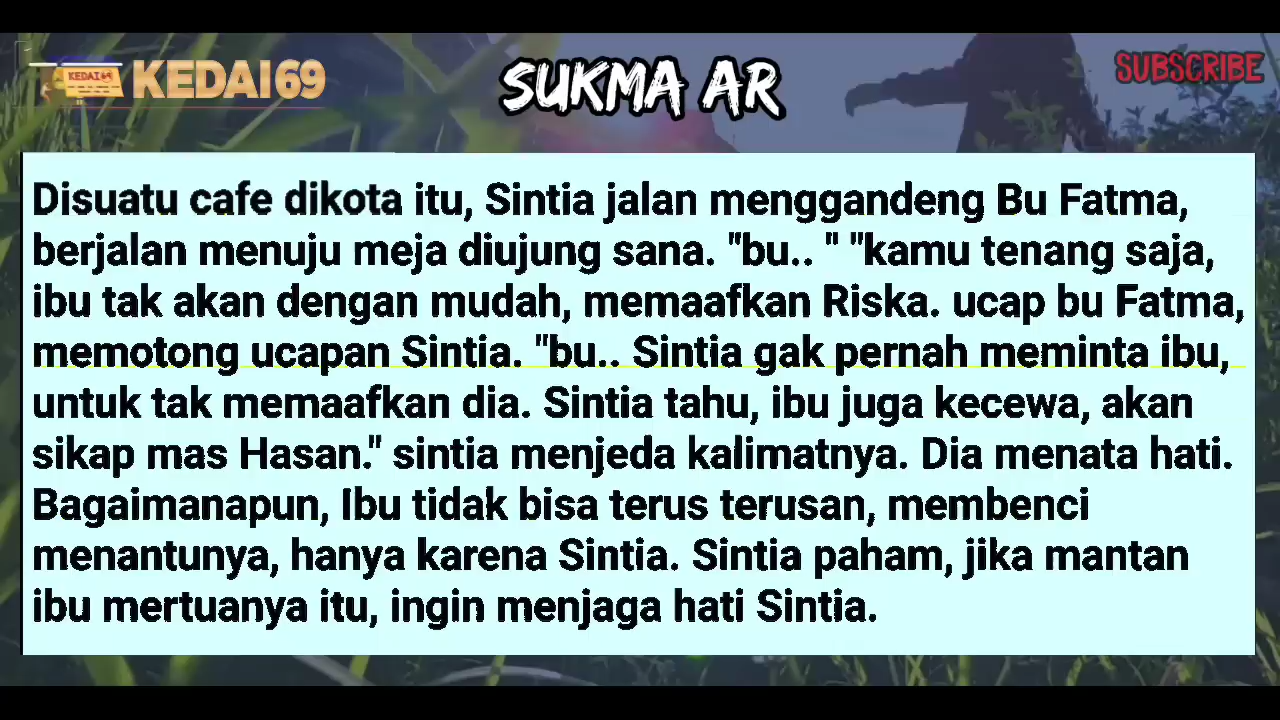 KEDAI69
KEDAI69
SUKMA AR
SUBSCRIBE
Disuatu cafe dikota itu, Sintia jalan menggandeng Bu Fatma,
berjalan menuju meja diujung sana. "bu.. " "kamu tenang saja,
ibu tak akan dengan mudah, memaafkan Riska. ucap bu Fatma,
memotong ucapan Sintia. "bu.. Sintia gak pernah meminta ibu,
untuk tak memaafkan dia. Sintia tahu, ibu juga kecewa, akan
sikap mas Hasan." sintia menjeda kalimatnya. Dia menata hati.
Bagaimanapun, Ibu tidak bisa terus terusan, membenci
menantunya, hanya karena Sintia. Sintia paham, jika mantan
ibu mertuanya itu, ingin menjaga hati Sintia.